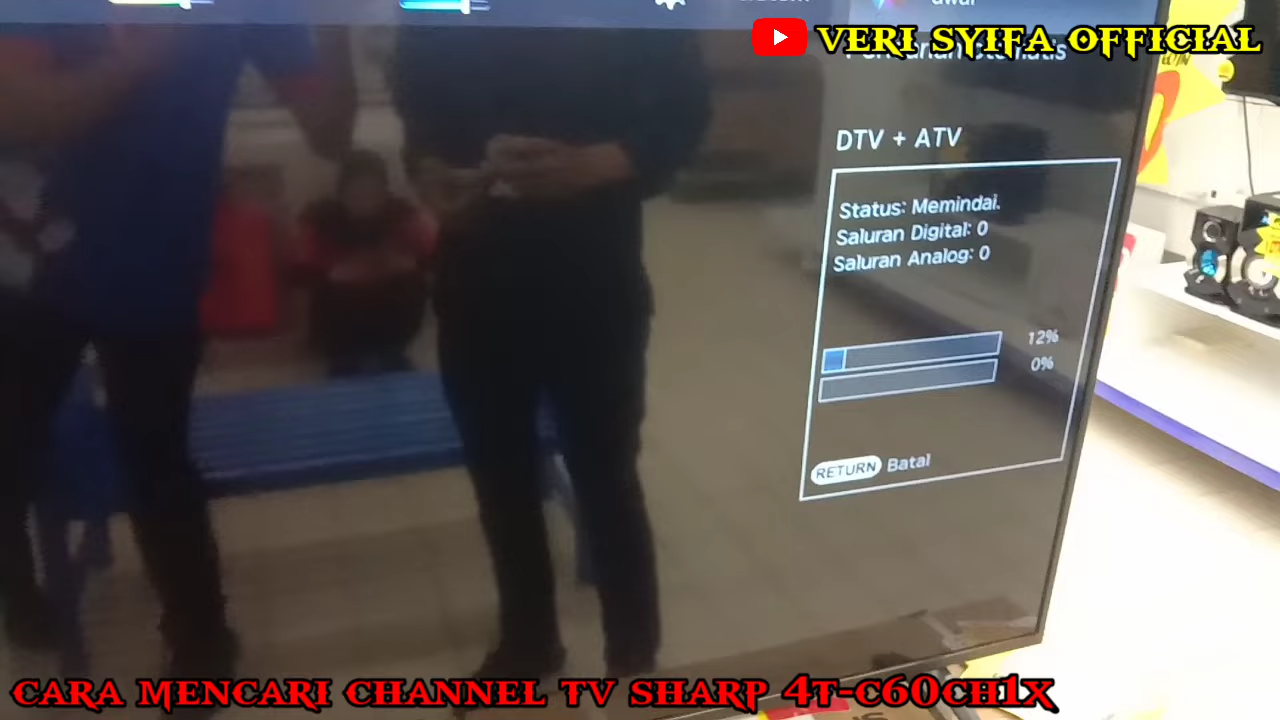 awal
VERI SYIFA OFFICIAL
DTV + ATV
Status: Memindai.
Saluran Digital: 0
Saluran Analog: 0
12%
0%
RETURN Batal
CARA MENCARI CHANNEL TV SHARP 4T-C60CH1X